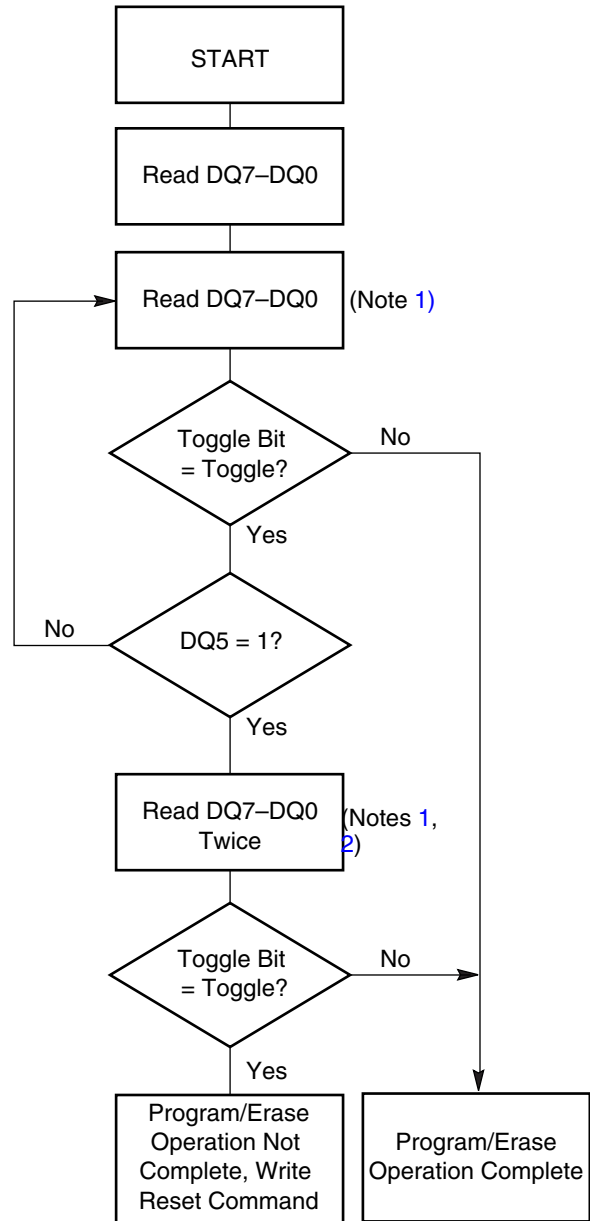 START
Read DQ7–DQ0
Read DQ7–DQ0 (Note 1)
Toggle Bit
= Toggle?
No
Yes
No
DQ5 = 1?
Yes
Read DQ7–DQ0
Twice
(Notes 1,
2)
Toggle Bit
= Toggle?
No
Yes
Program/Erase
Operation Not
Complete, Write
Reset Command
Program/Erase
Operation Complete